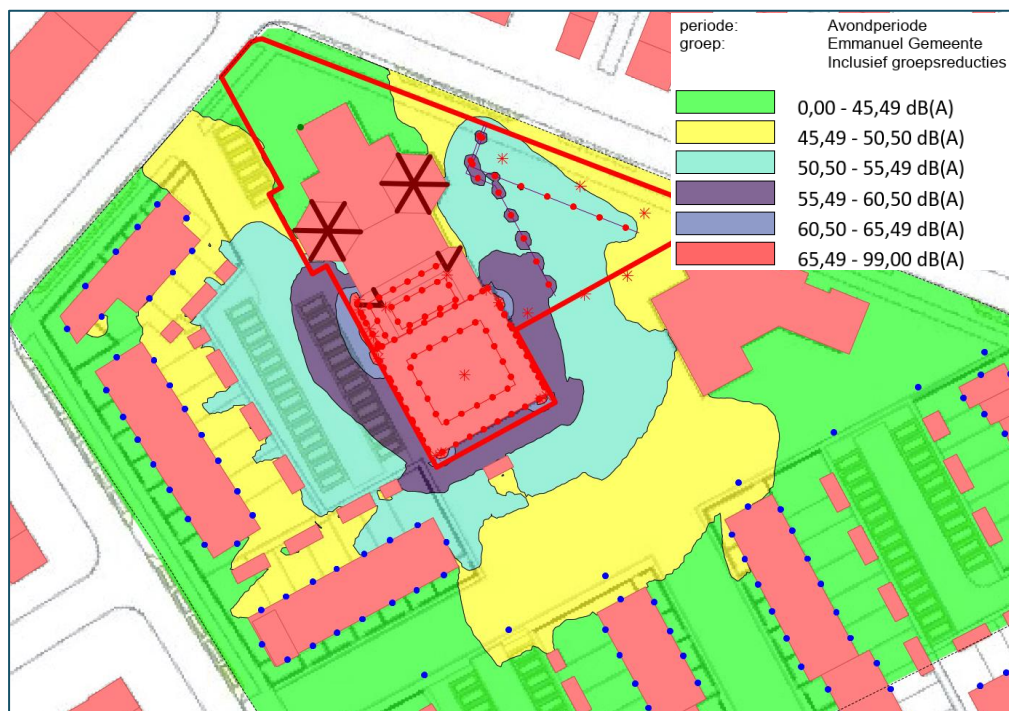 periode: Avondperiode
groep: Emmanuel Gemeente
Inclusief groepsreducties
0,00 - 45,49 dB(A)
45,49 - 50,50 dB(A)
50,50 - 55,49 dB(A)
55,49 - 60,50 dB(A)
60,50 - 65,49 dB(A)
65,49 - 99,00 dB(A)